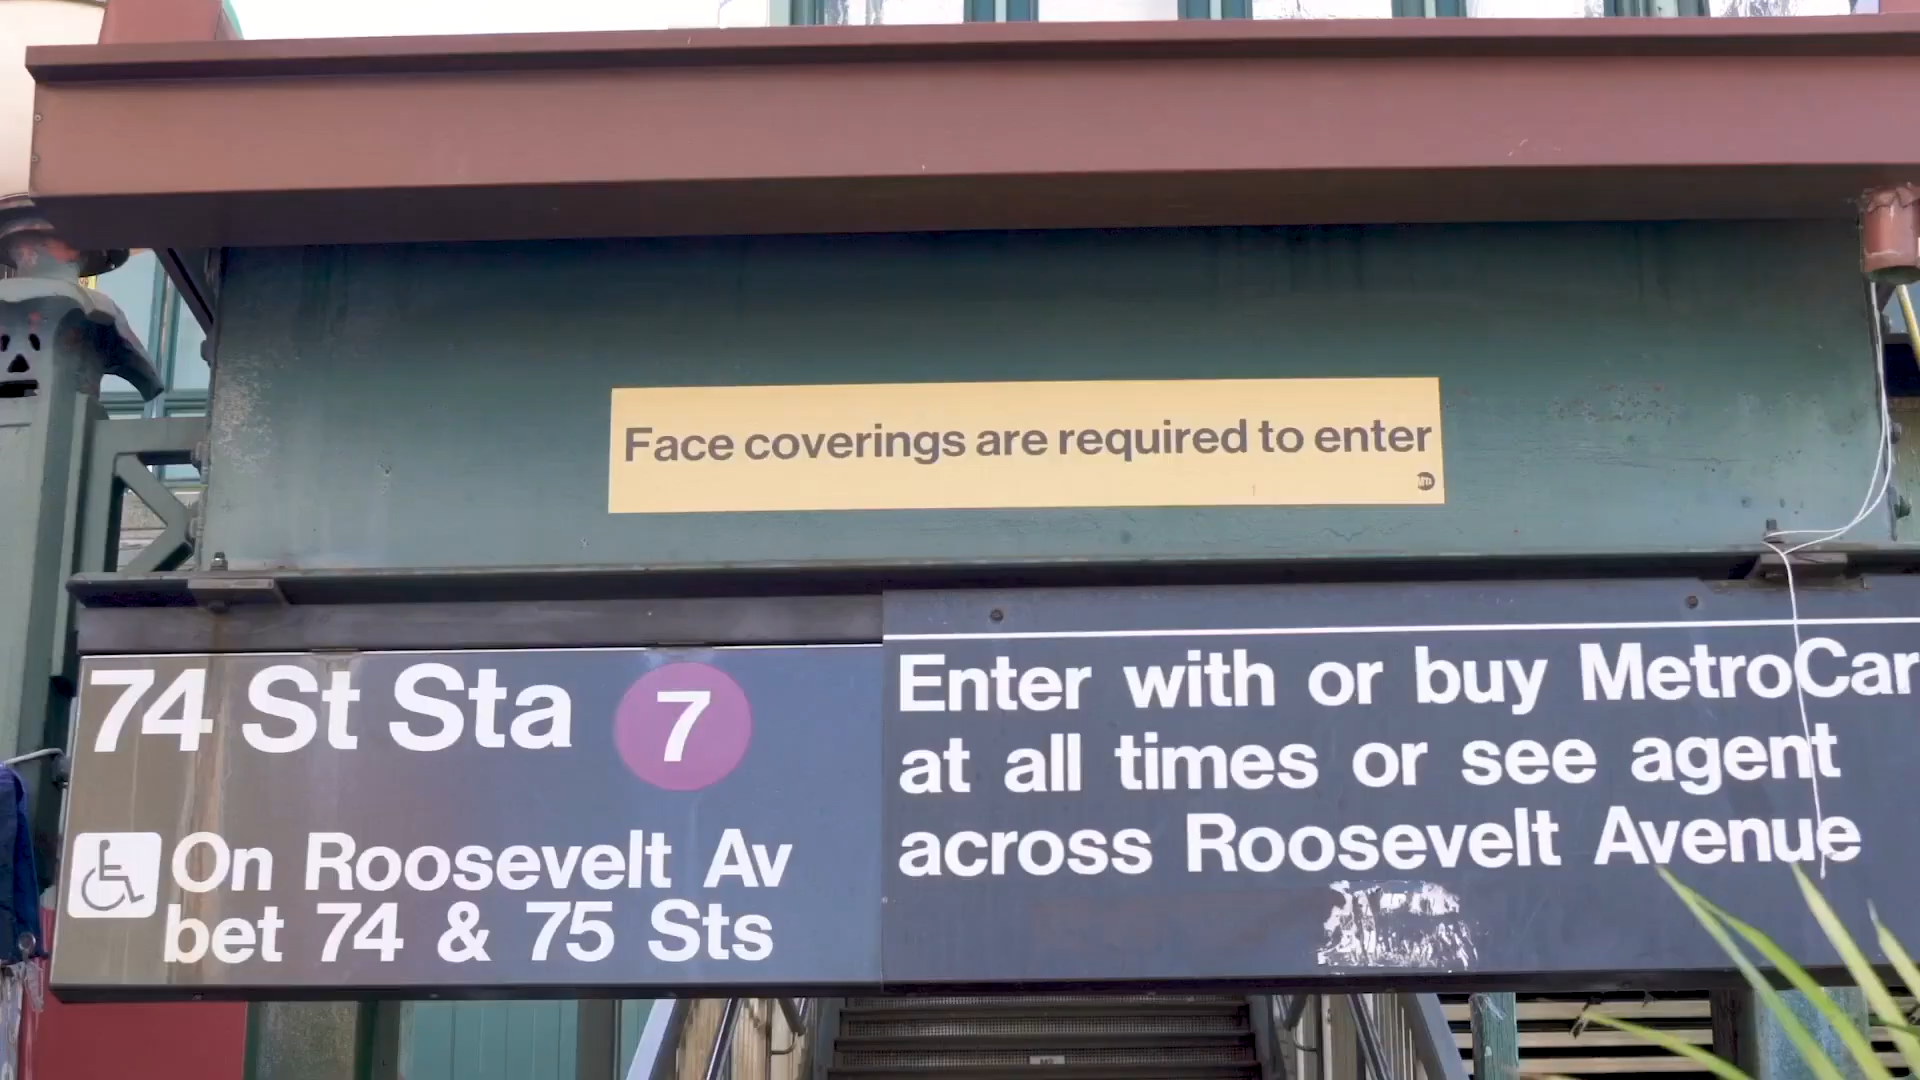 Face coverings are required to enter
MTA
74 St Sta 7
On Roosevelt Av
bet 74 & 75 Sts
Enter with or buy MetroCar
at all times or see agent
across Roosevelt Avenue